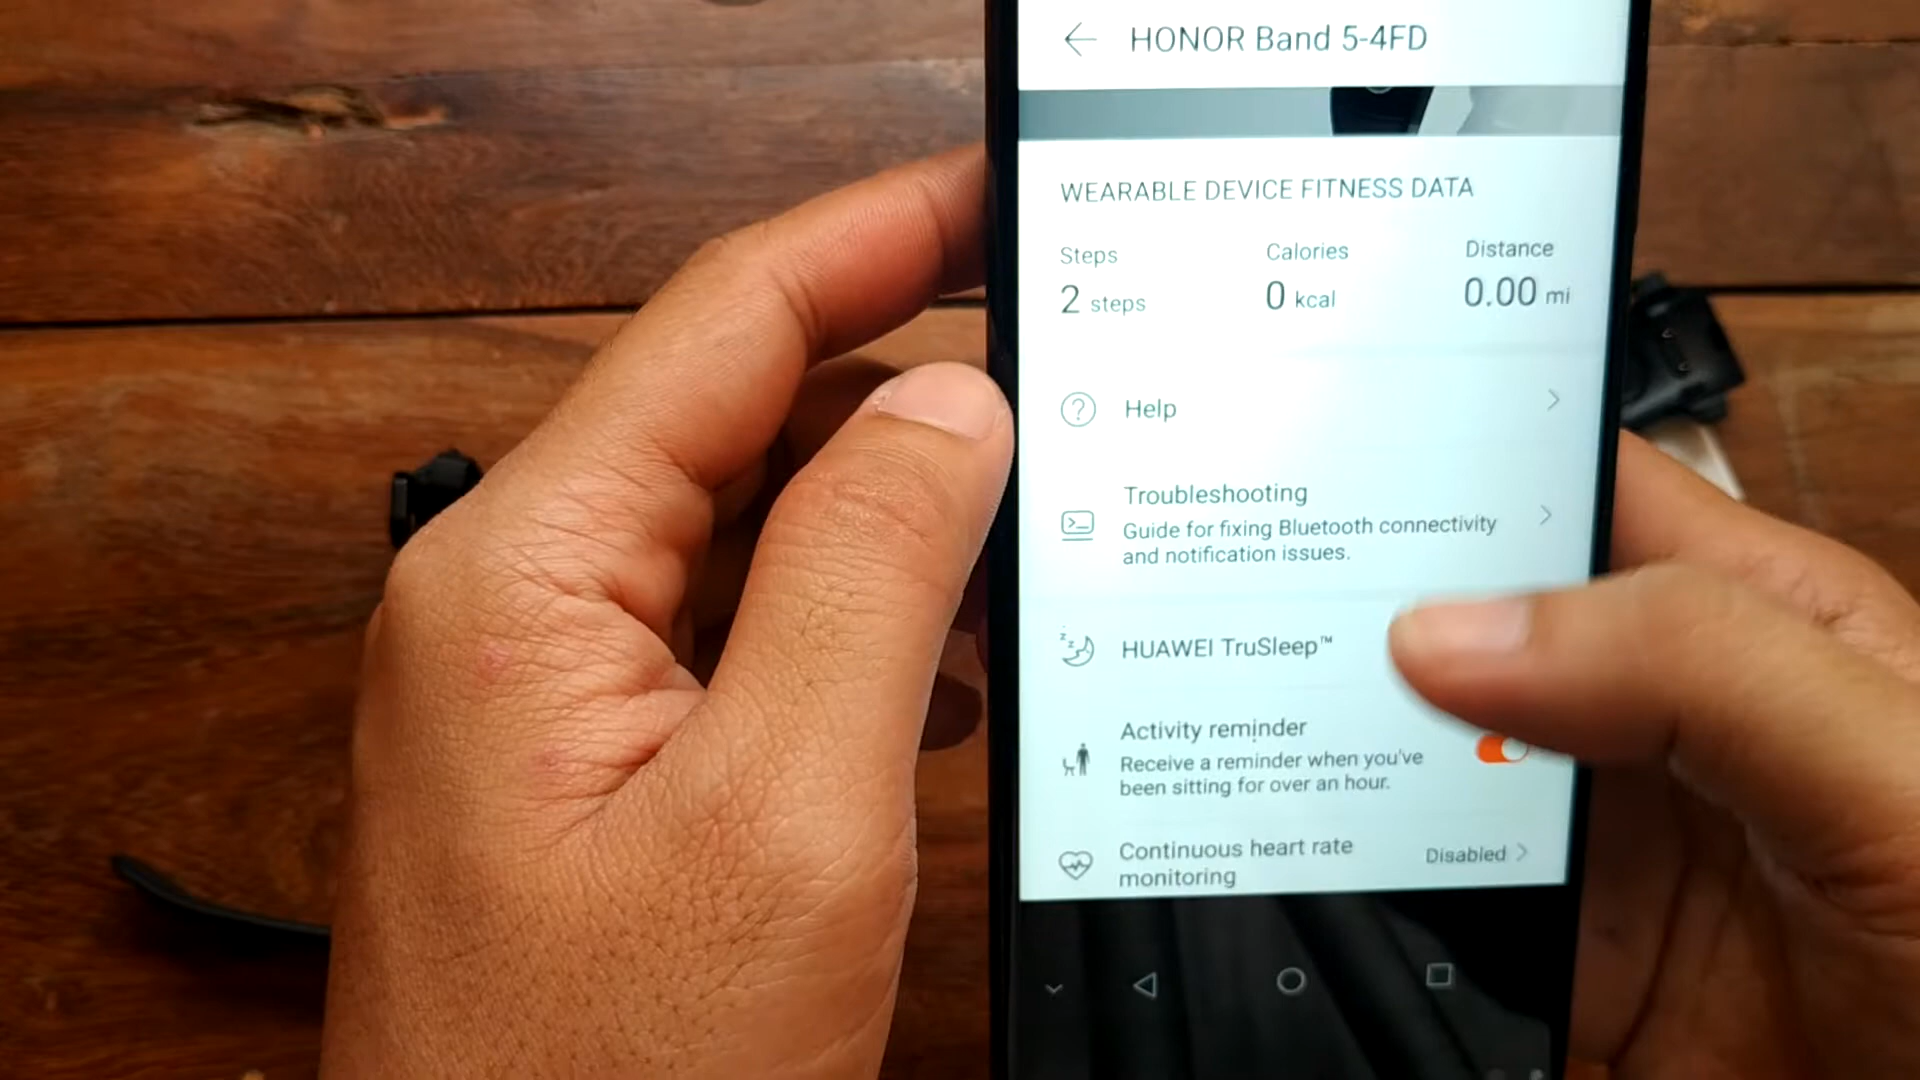 HONOR Band 5-4FD
WEARABLE DEVICE FITNESS DATA
Steps
2 steps
Calories
0 kcal
Distance
0.00 mi
Help
Troubleshooting
Guide for fixing Bluetooth connectivity
and notification issues.
HUAWEI TruSleep™
Activity reminder
Receive a reminder when you've
been sitting for over an hour.
Continuous heart rate
monitoring
Disabled